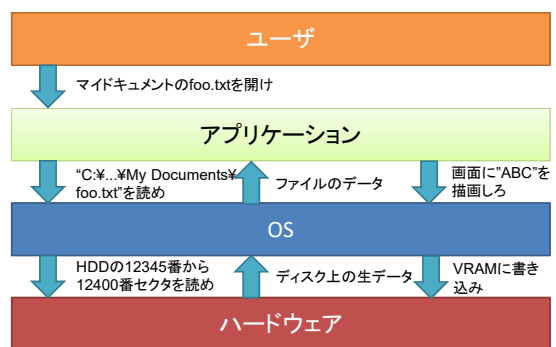 ユーザ
マイドキュメントのfoo.txtを開け
アプリケーション
“C:¥...¥My Documents¥
foo.txt”を読め
ファイルのデータ
画面に”ABC”を
描画しろ
OS
HDDの12345番から
12400番セクタを読め
ディスク上の生データ
VRAMに書き
込み
ハードウェア